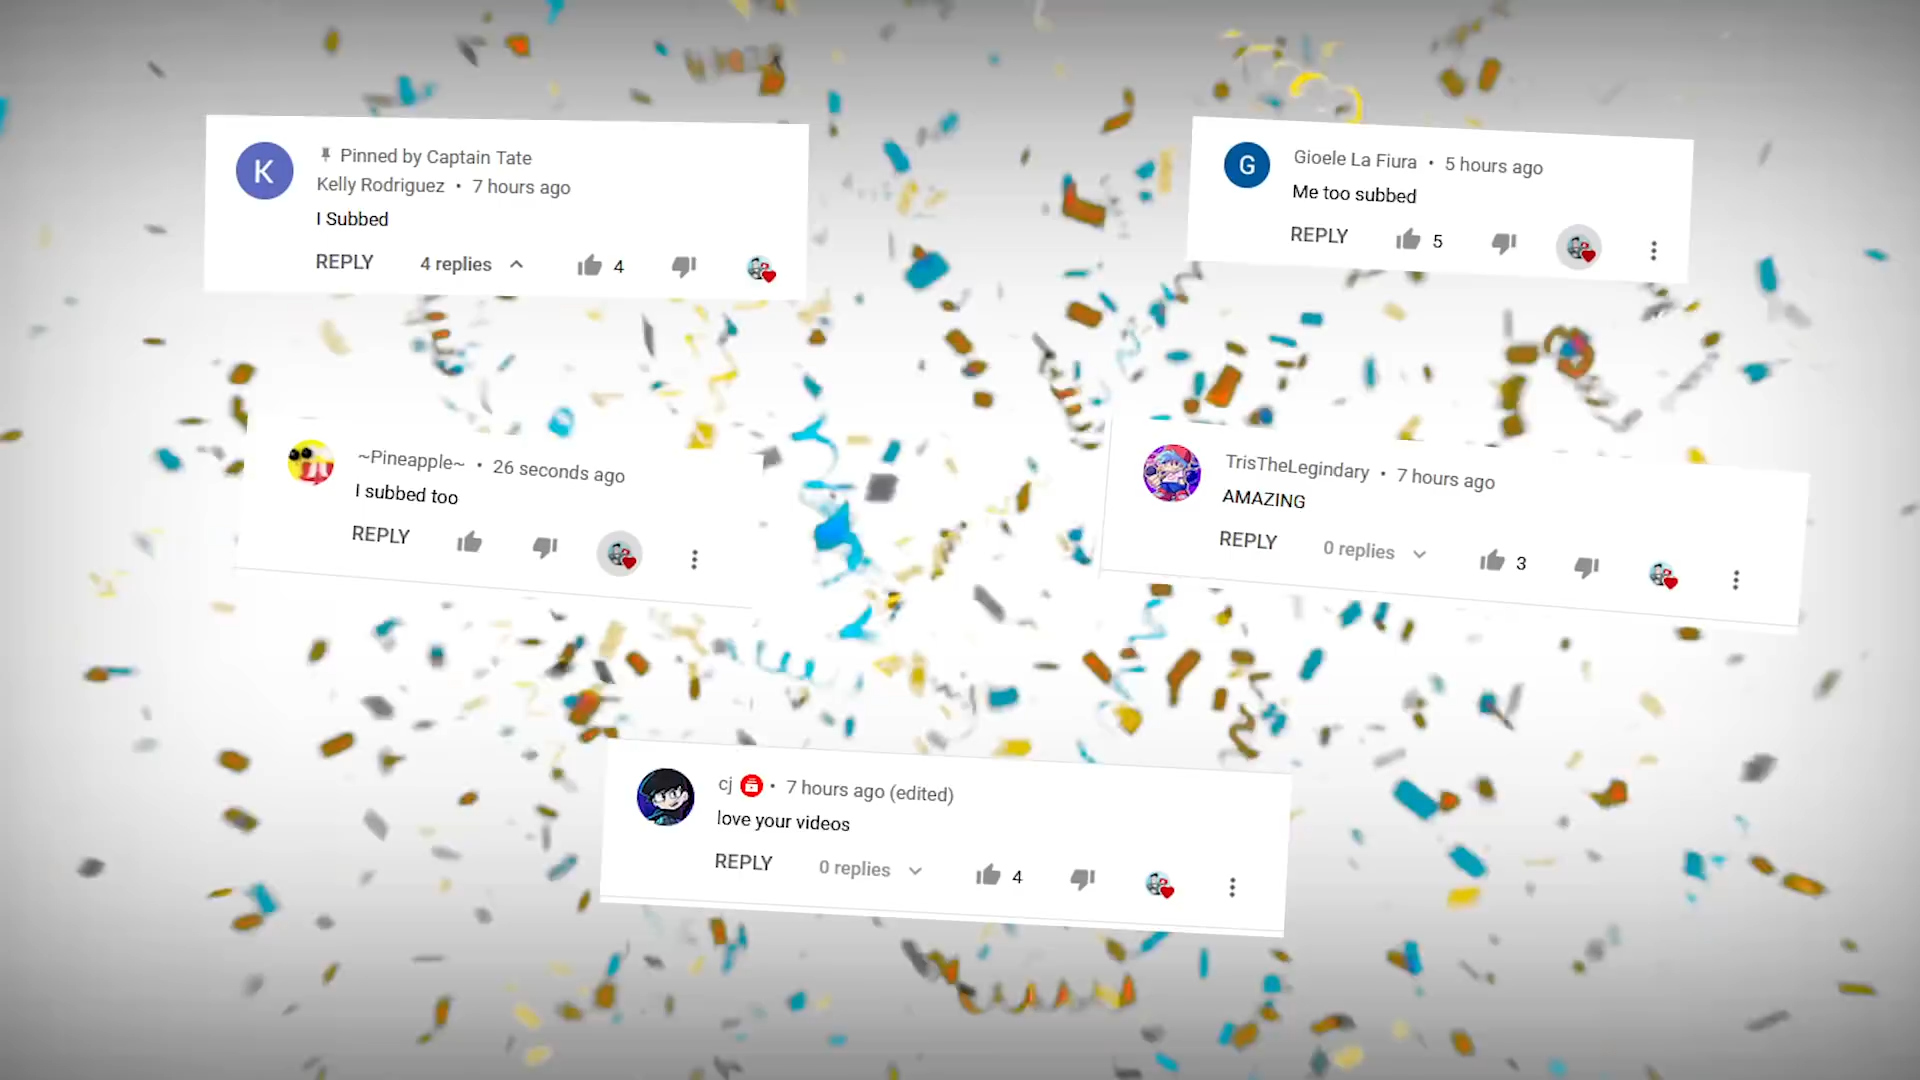 K
Pinned by Captain Tate
Kelly Rodriguez • 7 hours ago
I Subbed
REPLY 4 replies 4
G
Gioele La Fiura • 5 hours ago
Me too subbed
REPLY 5
~Pineapple~ • 26 seconds ago
I subbed too
REPLY
TrisTheLegindary • 7 hours ago
AMAZING
REPLY 0 replies 3
cj • 7 hours ago (edited)
love your videos
REPLY 0 replies 4